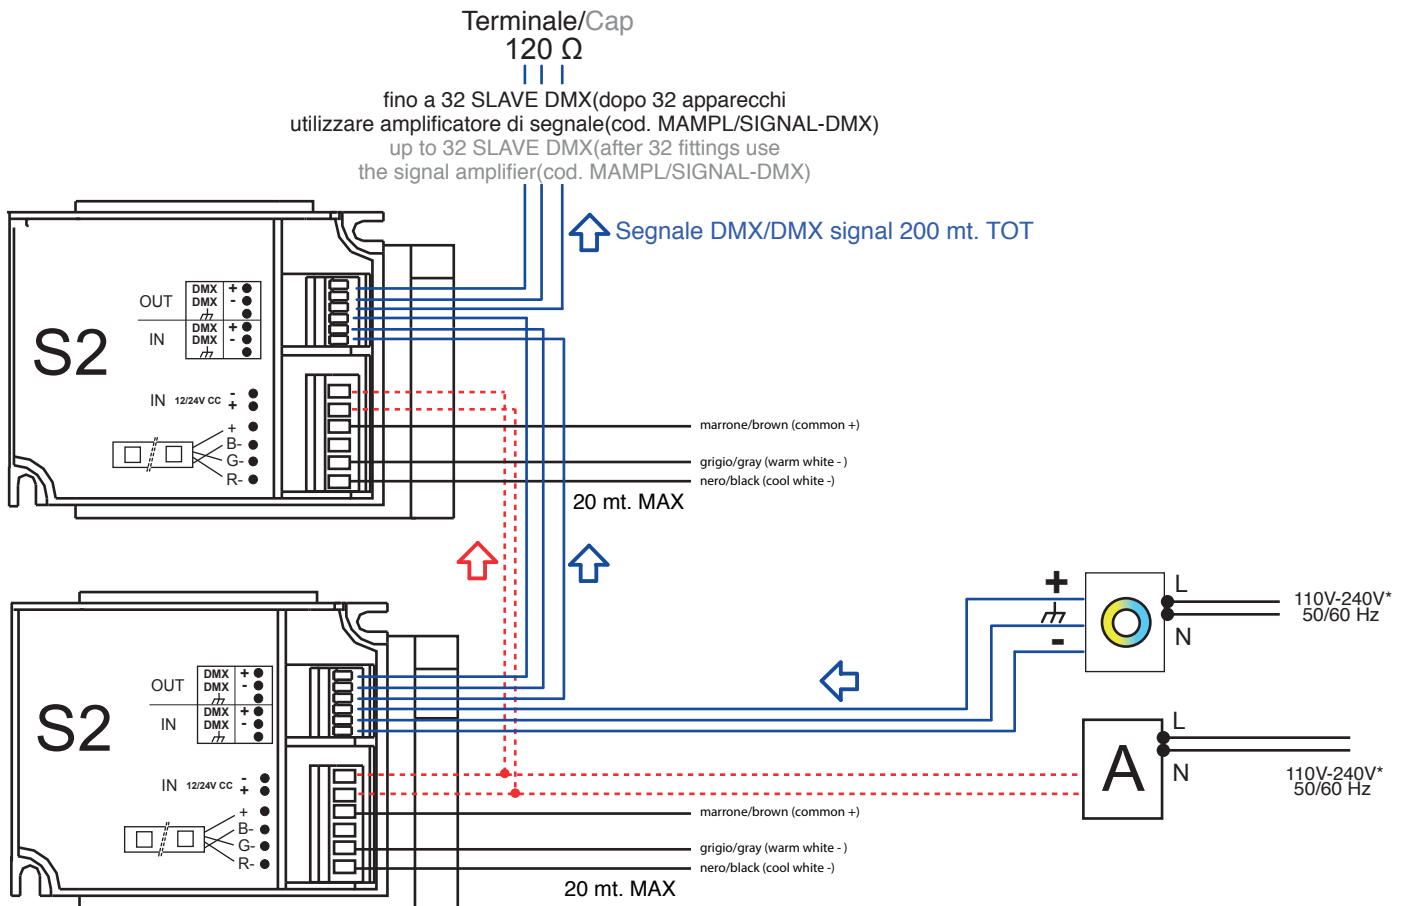 Terminale/Cap
120 Ω
fino a 32 SLAVE DMX(dopo 32 apparecchi
utilizzare amplificatore di segnale(cod. MAMPL/SIGNAL-DMX)
up to 32 SLAVE DMX(after 32 fittings use
the signal amplifier(cod. MAMPL/SIGNAL-DMX)
Segnale DMX/DMX signal 200 mt. TOT
S2
OUT
DMX +
DMX -
IN
DMX +
DMX -
IN 12/24V CC -
+
+
B-
G-
R-
marrone/brown (common +)
grigio/gray (warm white - )
nero/black (cool white -)
20 mt. MAX
+
-
L
N
110V-240V*
50/60 Hz
S2
OUT
DMX +
DMX -
IN
DMX +
DMX -
IN 12/24V CC -
+
+
B-
G-
R-
A
L
N
110V-240V*
50/60 Hz
marrone/brown (common +)
grigio/gray (warm white - )
nero/black (cool white -)
20 mt. MAX